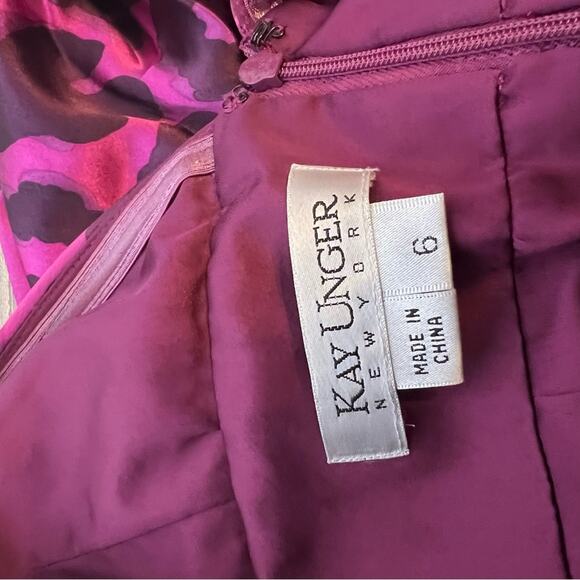 KAY UNGER
NEW YORK
6
MADE IN
CHINA